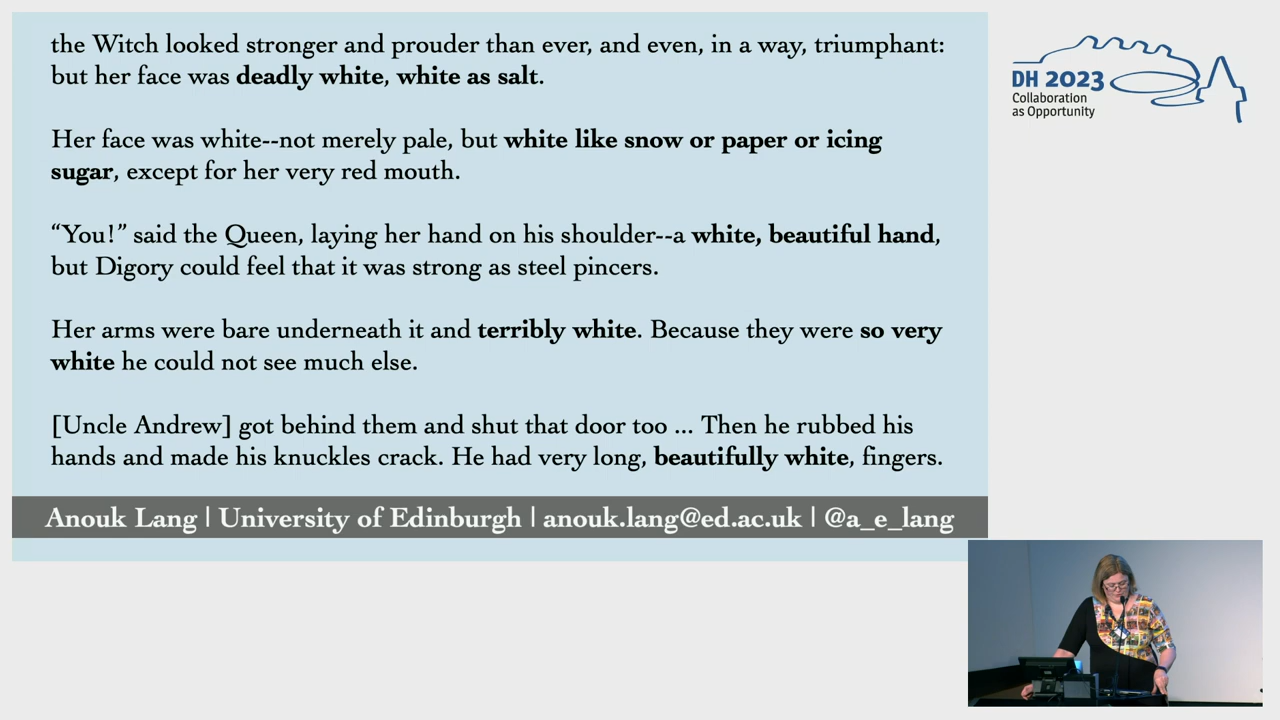 the Witch looked stronger and prouder than ever, and even, in a way, triumphant:
but her face was deadly white, white as salt.
Her face was white--not merely pale, but white like snow or paper or icing
sugar, except for her very red mouth.
“You!” said the Queen, laying her hand on his shoulder--a white, beautiful hand,
but Digory could feel that it was strong as steel pincers.
Her arms were bare underneath it and terribly white. Because they were so very
white he could not see much else.
[Uncle Andrew] got behind them and shut that door too ... Then he rubbed his
hands and made his knuckles crack. He had very long, beautifully white, fingers.
Anouk Lang | University of Edinburgh | anouk.lang@ed.ac.uk | @a_e_lang
DH 2023
Collaboration
as Opportunity